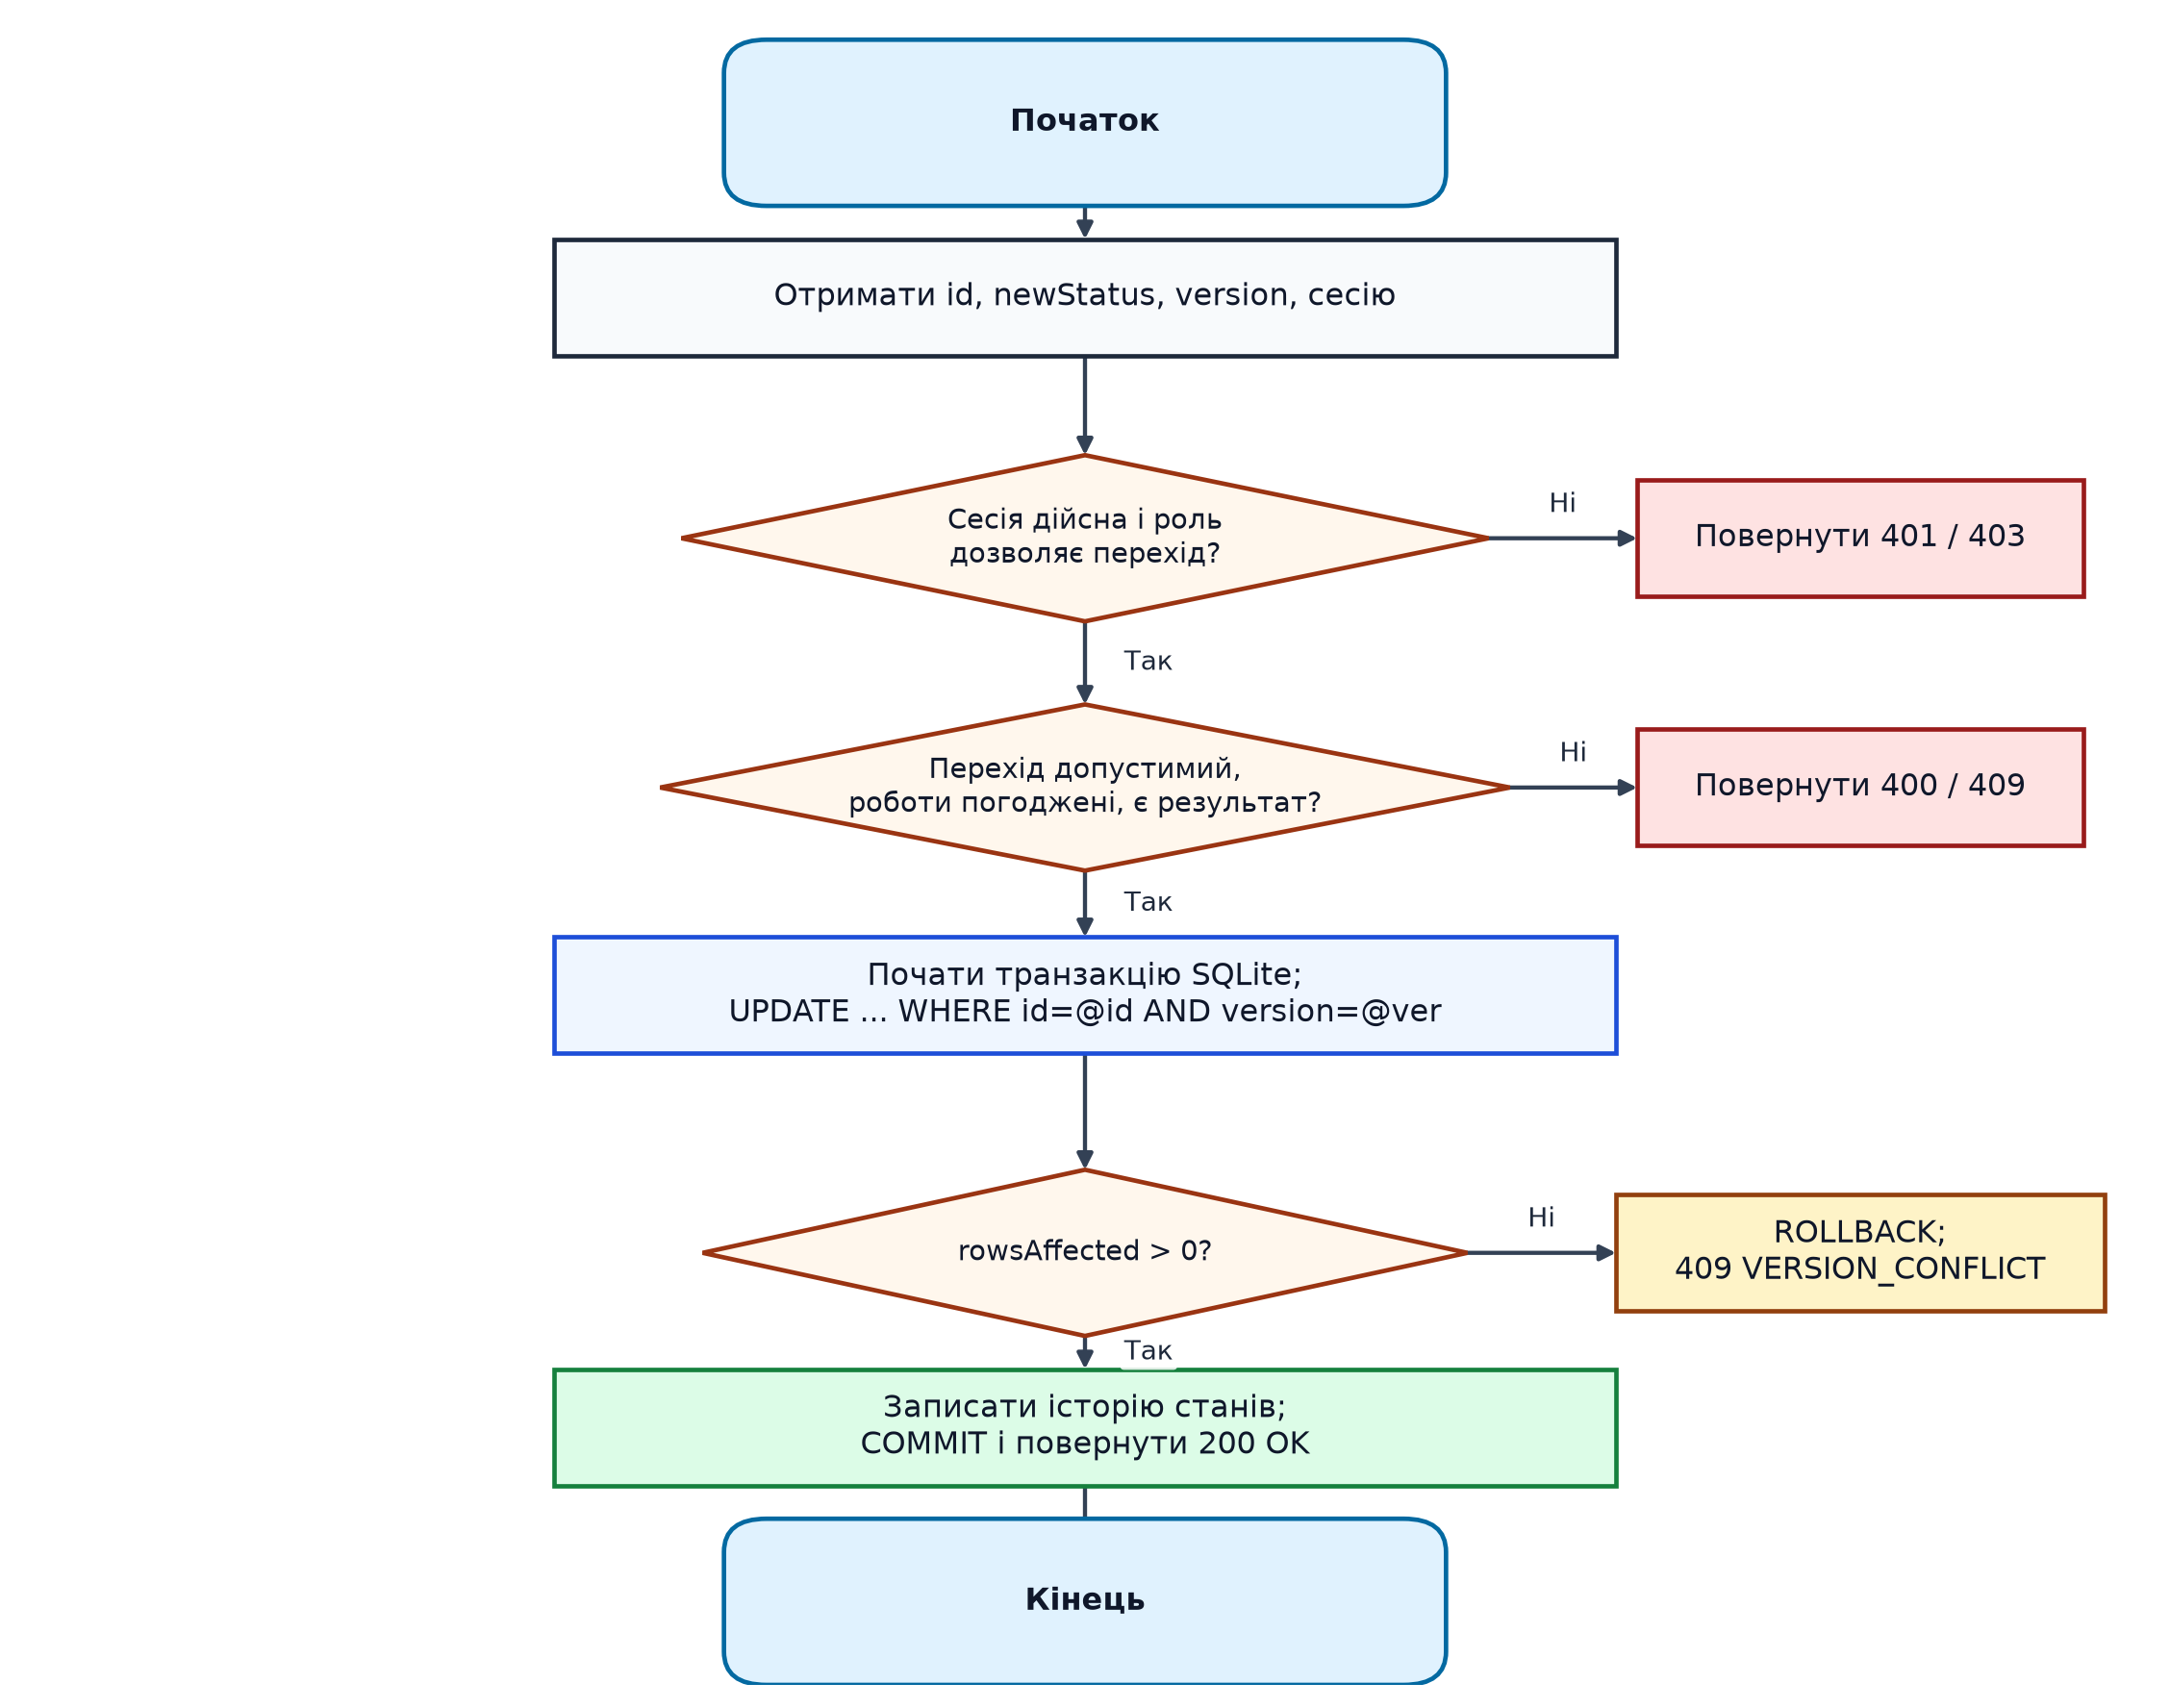 Початок
Отримати id, newStatus, version, сесію
Сесія дійсна і роль
дозволяє перехід?
Ні
Повернути 401 / 403
Так
Перехід допустимий,
роботи погоджені, є результат?
Ні
Повернути 400 / 409
Так
Почати транзакцію SQLite;
UPDATE ... WHERE id=@id AND version=@ver
rowsAffected > 0?
Ні
ROLLBACK;
409 VERSION_CONFLICT
Так
Записати історію станів;
COMMIT і повернути 200 OK
Кінець